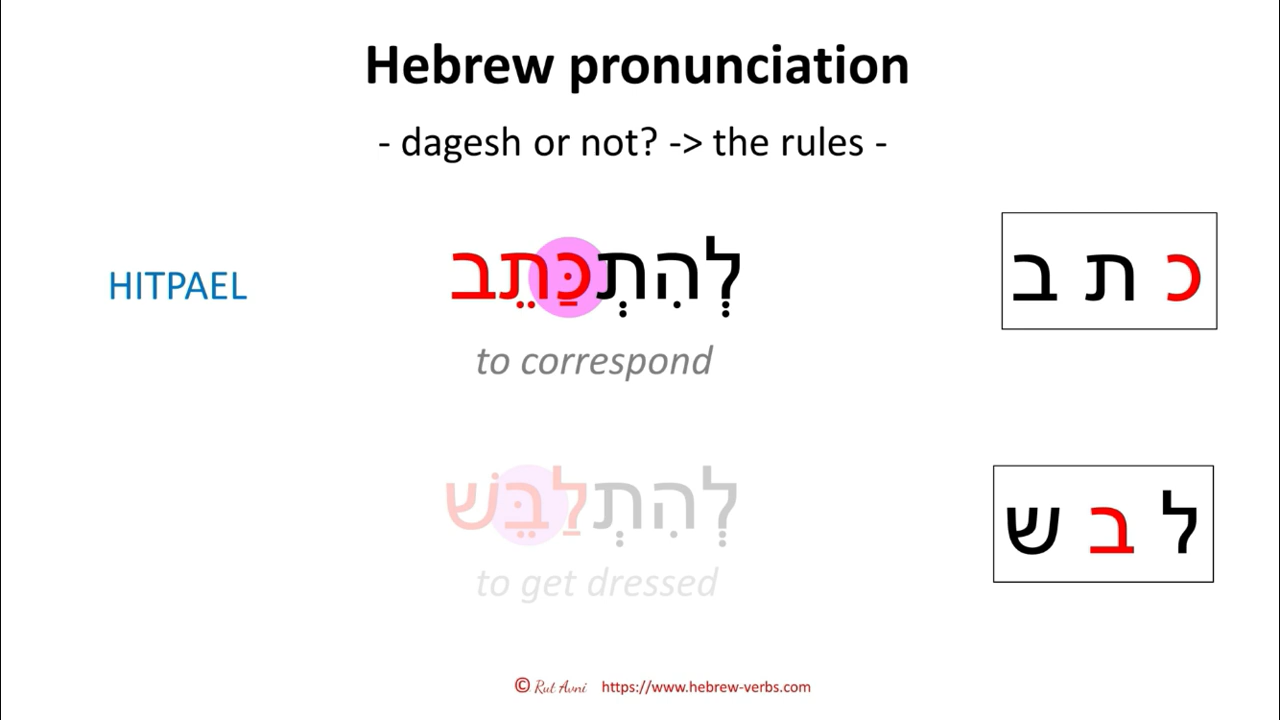 Hebrew pronunciation
- dagesh or not? -> the rules -
HITPAEL
לְהִתְכַּתֵב
כ ת ב
to correspond
לְהִתְלַבֵּשׁ
ל ב ש
to get dressed
© Rut Avni https://www.hebrew-verbs.com